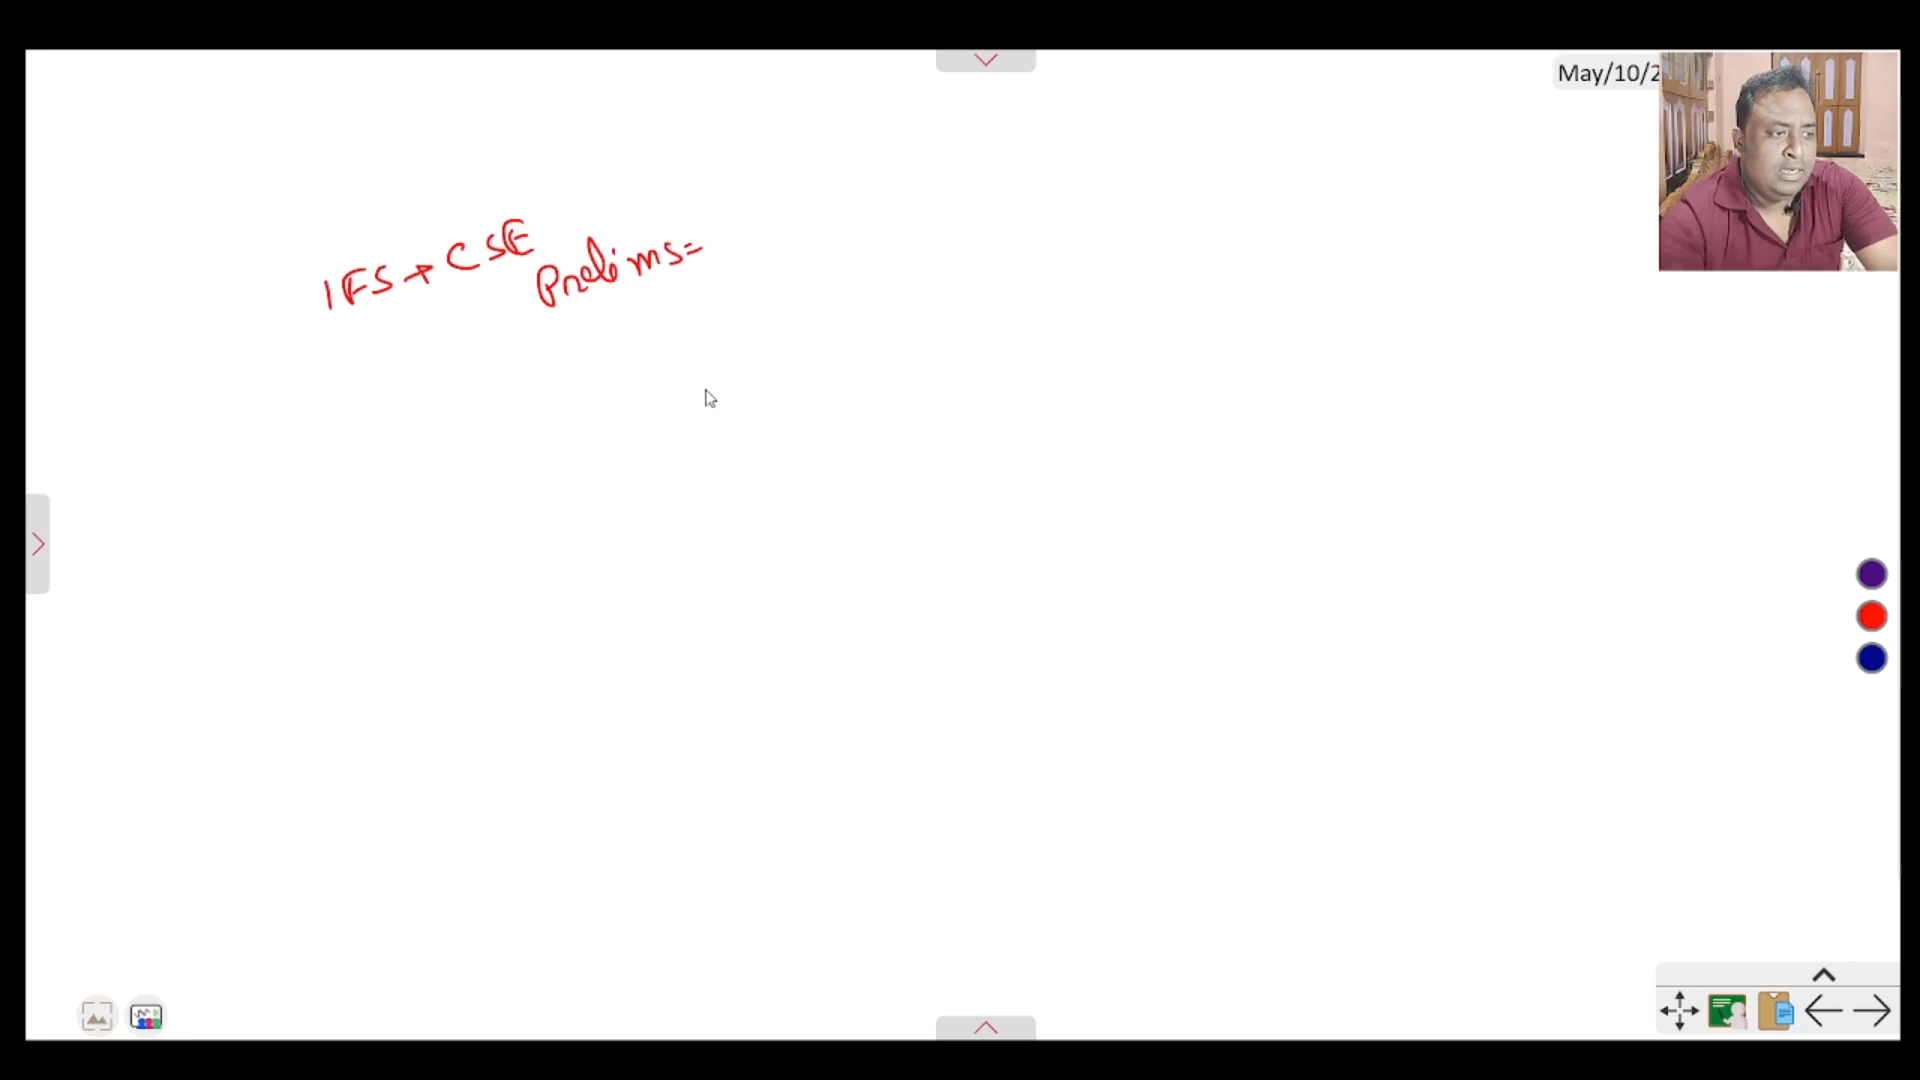 May/10/2
IFS + CSE
Prelims=